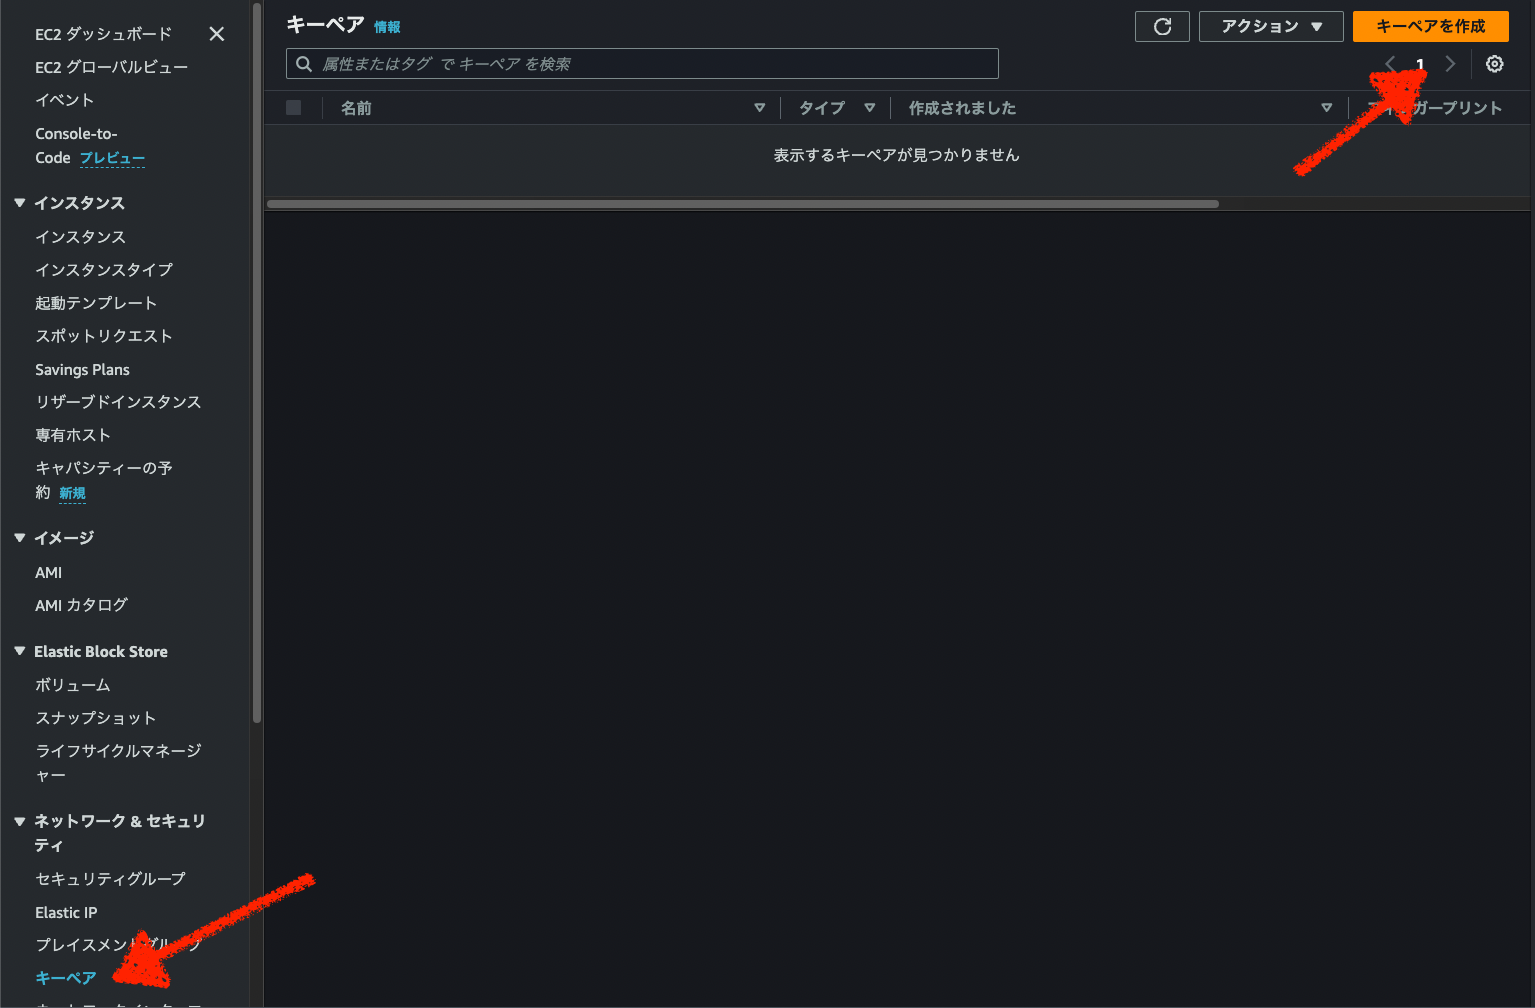 EC2 ダッシュボード
EC2 グローバルビュー
イベント
Console-to-
Code プレビュー
インスタンス
インスタンス
インスタンスタイプ
起動テンプレート
スポットリクエスト
Savings Plans
リザーブドインスタンス
専有ホスト
キャパシティーの予
約 新規
イメージ
AMI
AMI カタログ
Elastic Block Store
ボリューム
スナップショット
ライフサイクルマネージ
ャー
ネットワーク & セキュリ
ティ
セキュリティグループ
Elastic IP
プレイスメントグループ
キーペア
キーペア 情報
アクション
キーペアを作成
属性またはタグ で キーペア を検索
1
名前
タイプ
作成されました
表示するキーペアが見つかりません